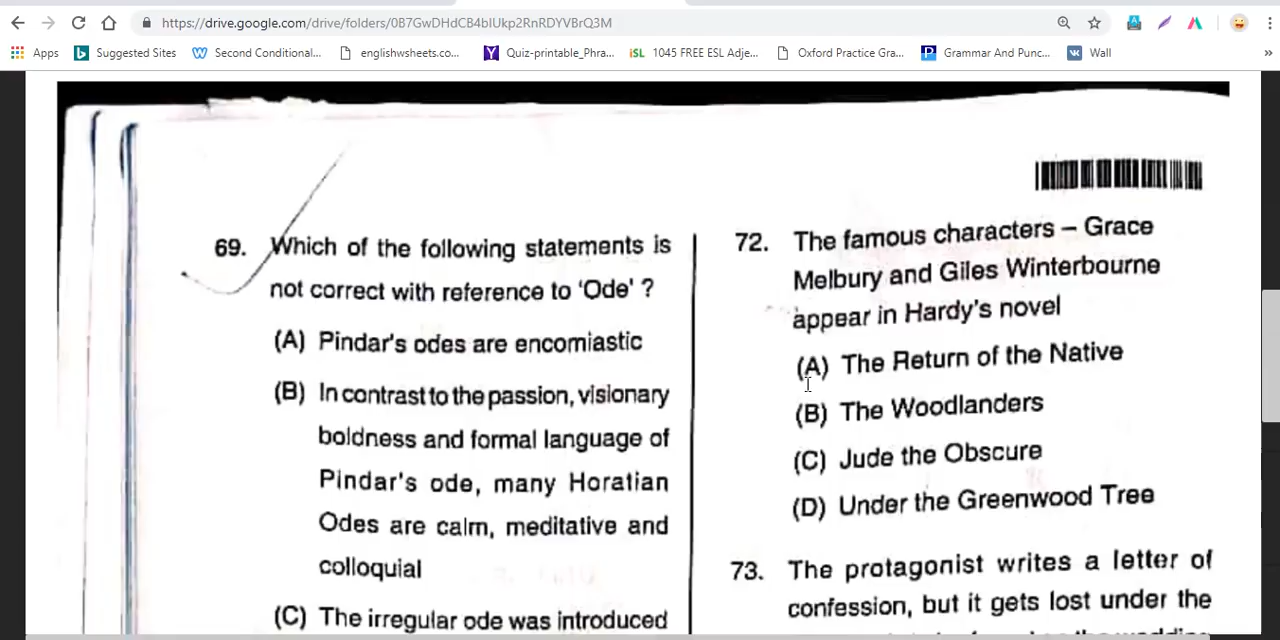 https://drive.google.com/drive/folders/0B7GwDHdCB4bIUkp2RnRDYVBrQ3M
Apps
Suggested Sites
Second Conditional...
englishwsheets.co...
Quiz-printable_Phra...
iSL 1045 FREE ESL Adje...
Oxford Practice Gra...
Grammar And Punc...
Wall
»
69. Which of the following statements is
not correct with reference to 'Ode' ?
(A) Pindar's odes are encomiastic
(B) In contrast to the passion, visionary
boldness and formal language of
Pindar's ode, many Horatian
Odes are calm, meditative and
colloquial
(C) The irregular ode was introduced
72. The famous characters – Grace
Melbury and Giles Winterbourne
appear in Hardy's novel
(A) The Return of the Native
(B) The Woodlanders
(C) Jude the Obscure
(D) Under the Greenwood Tree
73. The protagonist writes a letter of
confession, but it gets lost under the